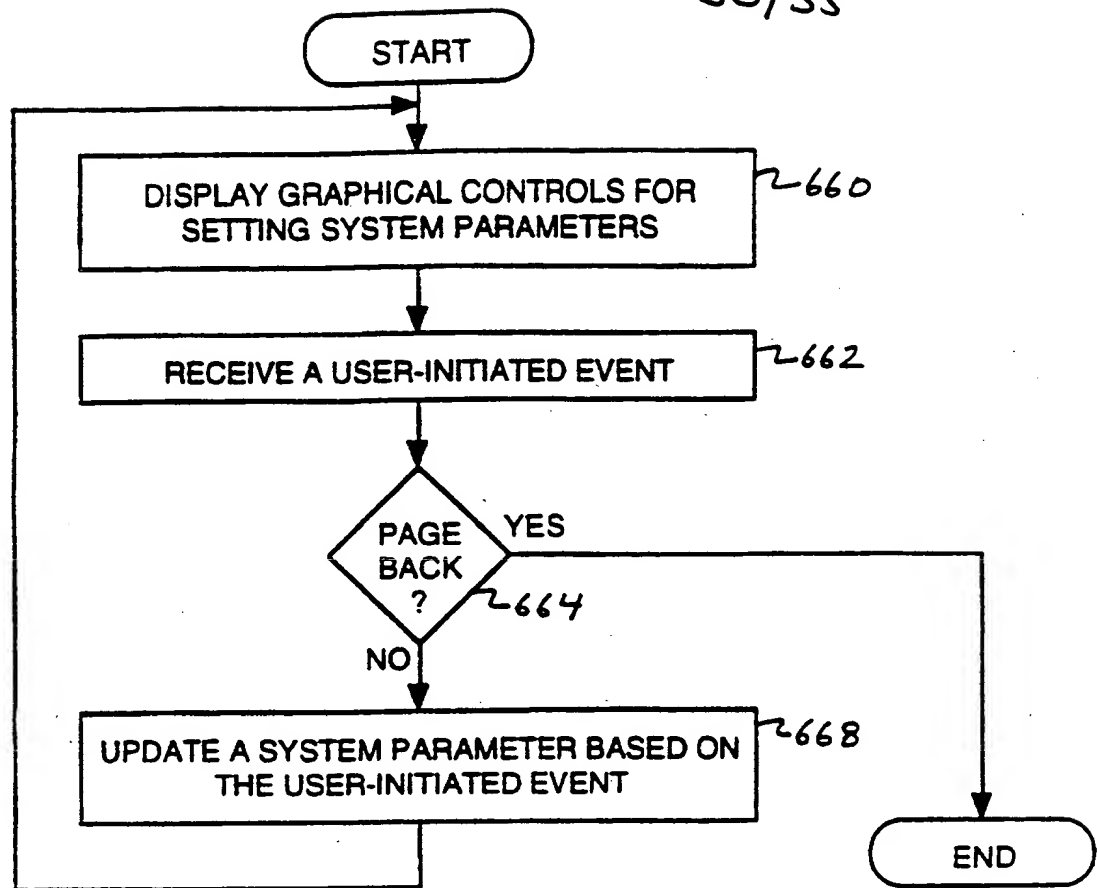 START
DISPLAY GRAPHICAL CONTROLS FOR
SETTING SYSTEM PARAMETERS
660
RECEIVE A USER-INITIATED EVENT
662
PAGE
BACK
?
YES
664
NO
UPDATE A SYSTEM PARAMETER BASED ON
THE USER-INITIATED EVENT
668
END